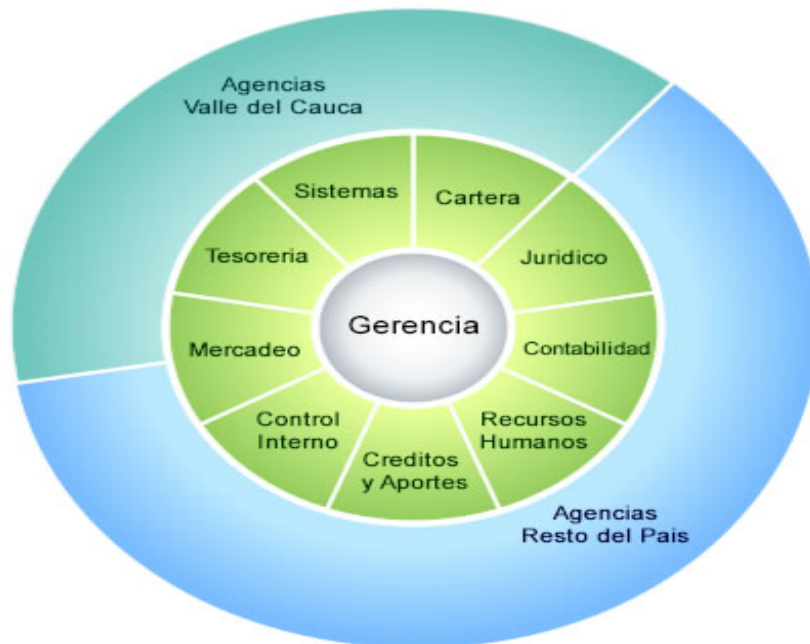 Agencias
Valle del Cauca
Sistemas
Cartera
Tesoreria
Juridico
Gerencia
Mercadeo
Contabilidad
Control
Interno
Recursos
Humanos
Creditos
y Aportes
Agencias
Resto del Pais